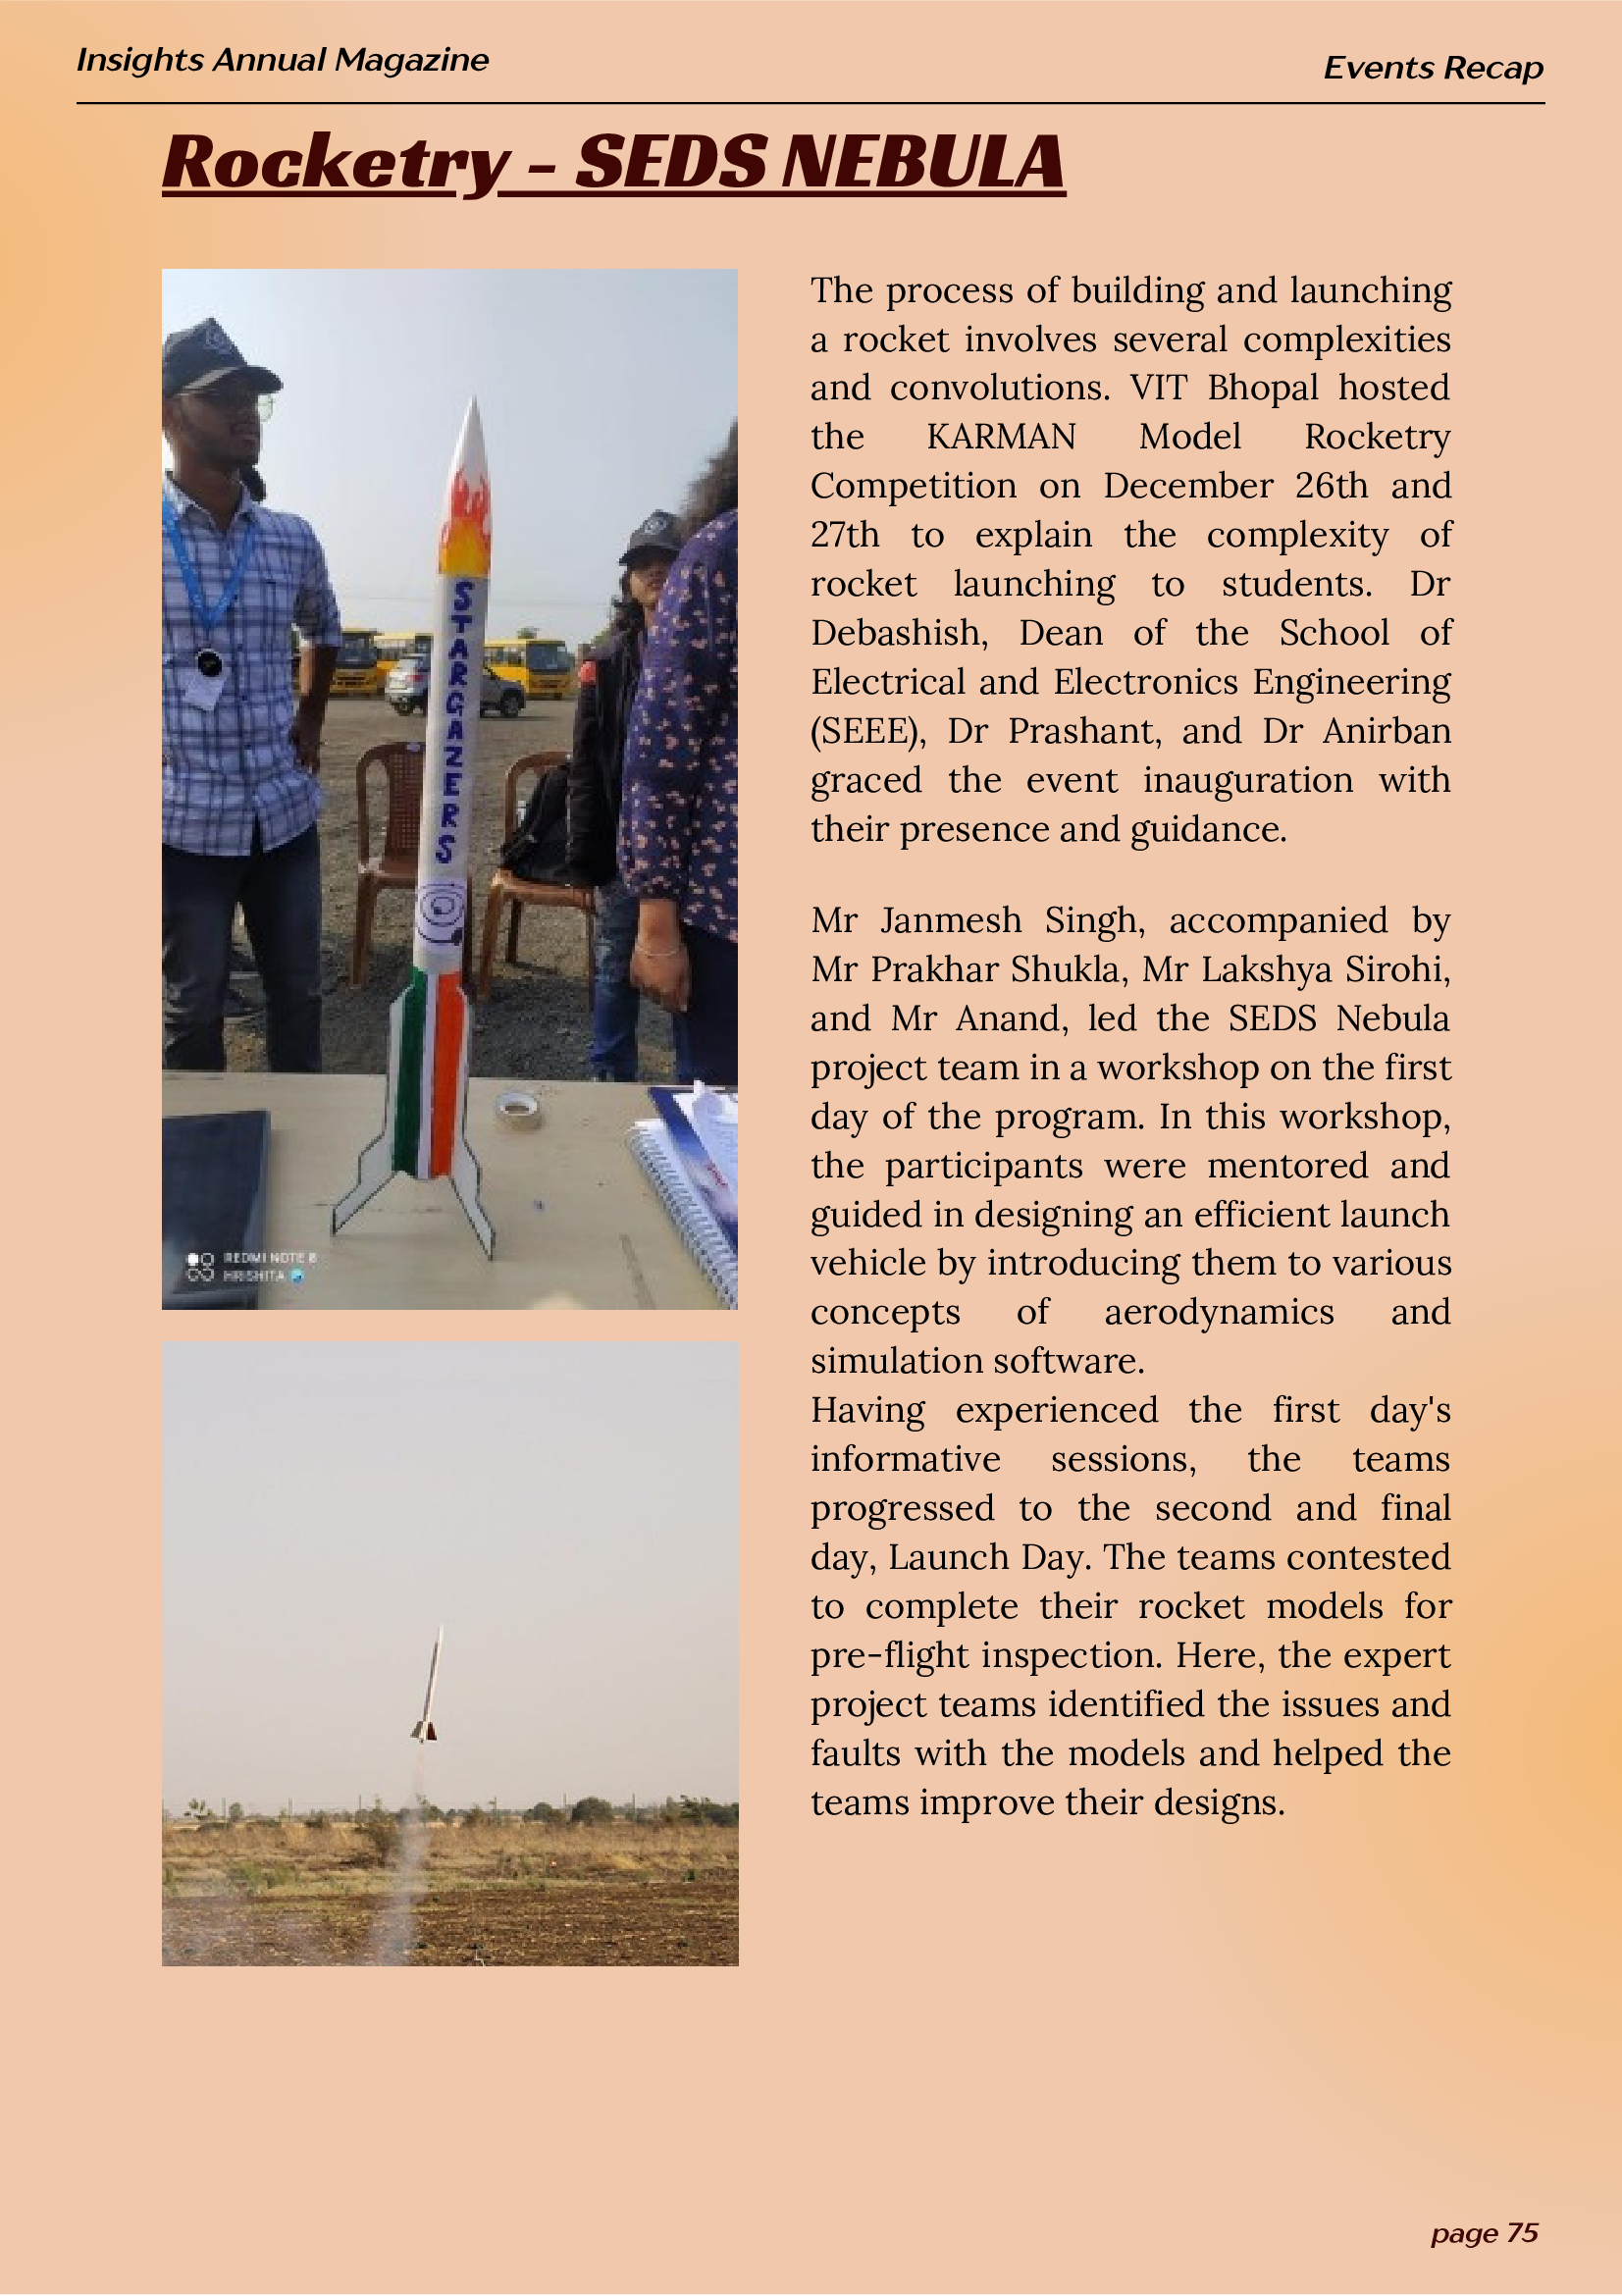 Insights Annual Magazine
Events Recap
Rocketry - SEDS NEBULA
STARGAZERS
REDMI NOTE 8
HRISHITA
The process of building and launching
a rocket involves several complexities
and convolutions. VIT Bhopal hosted
the KARMAN Model Rocketry
Competition on December 26th and
27th to explain the complexity of
rocket launching to students. Dr
Debashish, Dean of the School of
Electrical and Electronics Engineering
(SEEE), Dr Prashant, and Dr Anirban
graced the event inauguration with
their presence and guidance.
Mr Janmesh Singh, accompanied by
Mr Prakhar Shukla, Mr Lakshya Sirohi,
and Mr Anand, led the SEDS Nebula
project team in a workshop on the first
day of the program. In this workshop,
the participants were mentored and
guided in designing an efficient launch
vehicle by introducing them to various
concepts of aerodynamics and
simulation software.
Having experienced the first day's
informative sessions, the teams
progressed to the second and final
day, Launch Day. The teams contested
to complete their rocket models for
pre-flight inspection. Here, the expert
project teams identified the issues and
faults with the models and helped the
teams improve their designs.
page 75